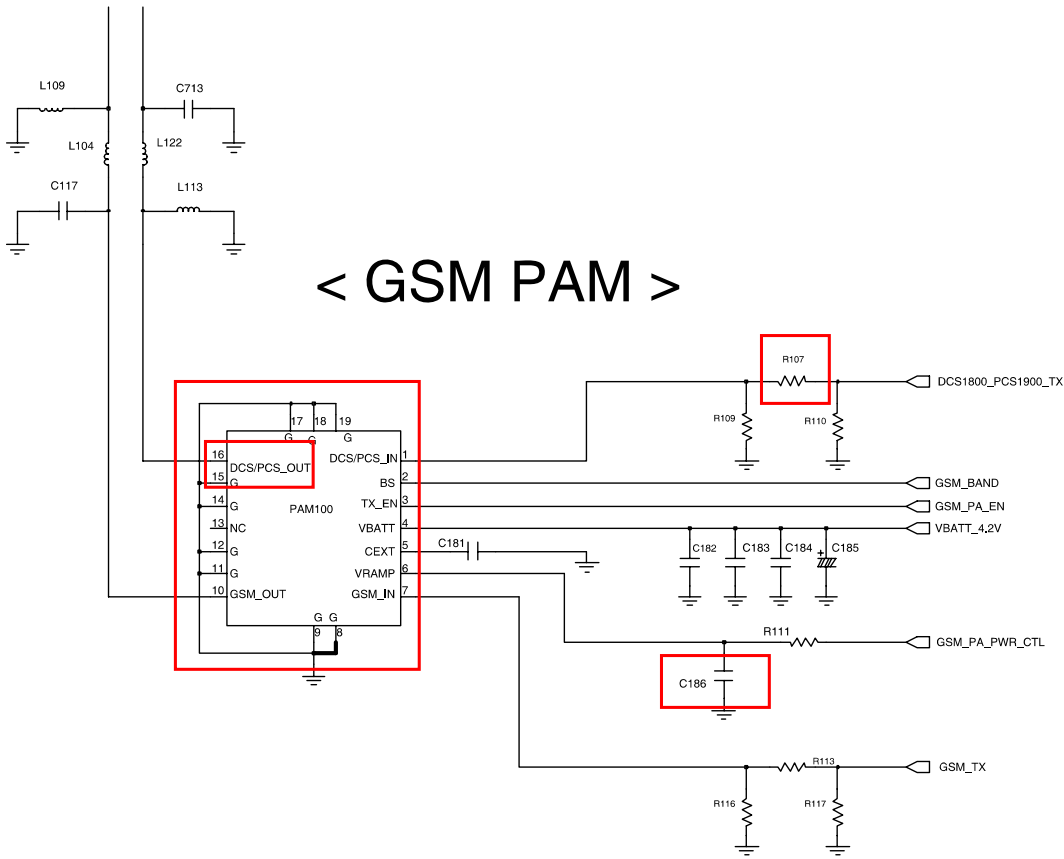 L109
C713
L104
L122
C117
L113
< GSM PAM >
R107
DCS1800_PCS1900_TX
R109
R110
17 18 19
G G G
16 DCS/PCS_OUT
DCS/PCS_IN 1
15 G
BS 2
GSM_BAND
14 G
PAM100
TX_EN 3
GSM_PA_EN
13 NC
VBATT 4
VBATT_4.2V
C181
C182
C183
C184
+
C185
12 G
CEXT 5
11 G
VRAMP 6
10 GSM_OUT
GSM_IN 7
G G
9 8
R111
GSM_PA_PWR_CTL
C186
R113
GSM_TX
R116
R117